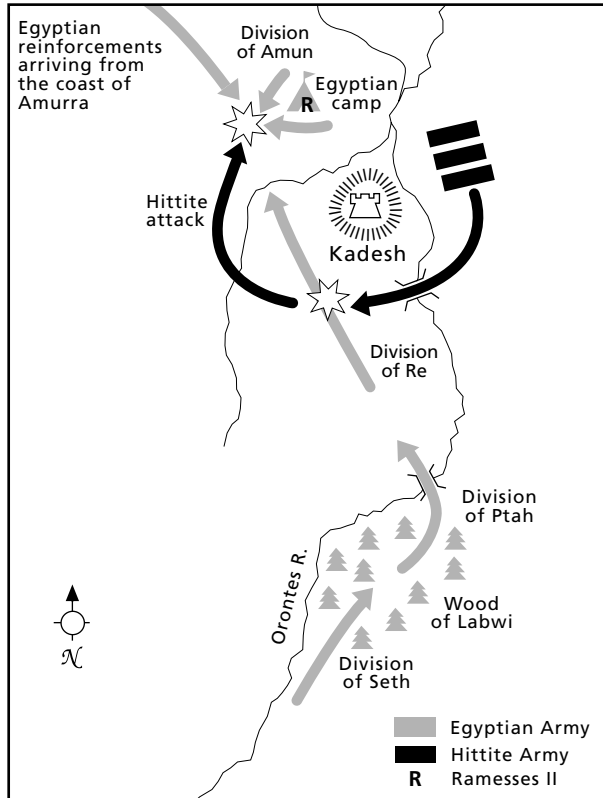 Egyptian
reinforcements
arriving from
the coast of
Amurra
Division
of Amun
Egyptian
camp
R
Hittite
attack
Kadesh
Division
of Re
Division
of Ptah
Orontes R.
Wood
of Labwi
Division
of Seth
N
Egyptian Army
Hittite Army
R Ramesses II